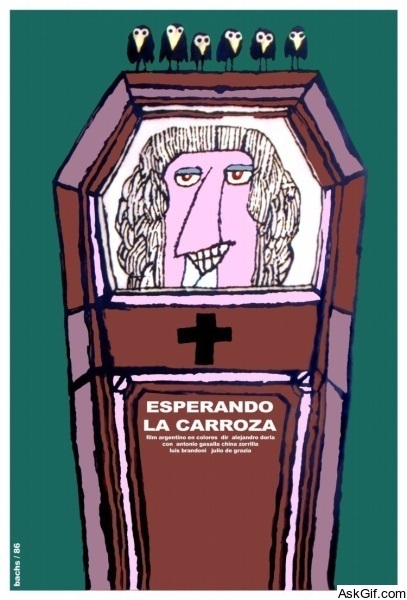 ESPERANDO
LA CARROZA
film argentino en colores dir alejandro doria
con antonio gasalla china zorrilla
luis brandoni julio de grazia
bachs / 86
AskGif.com